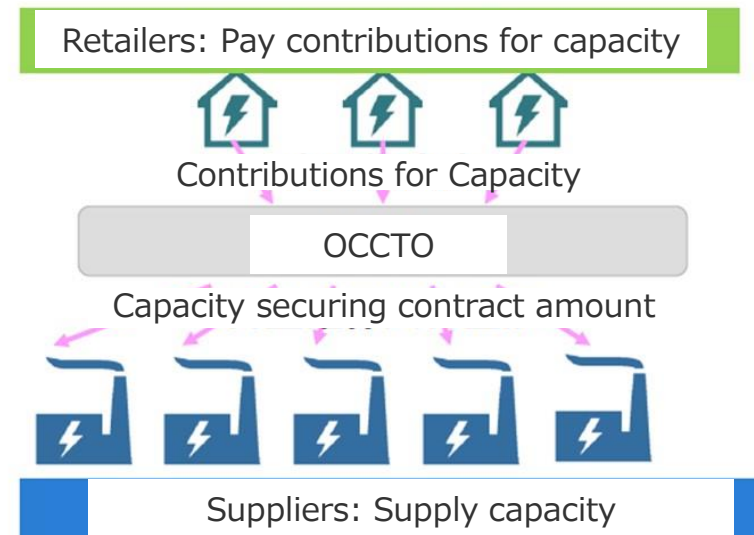 Retailers: Pay contributions for capacity
Contributions for Capacity
OCCTO
Capacity securing contract amount
Suppliers: Supply capacity